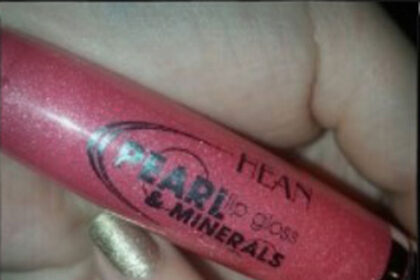 HEAN
PEARL
lip gloss
& MINERALS